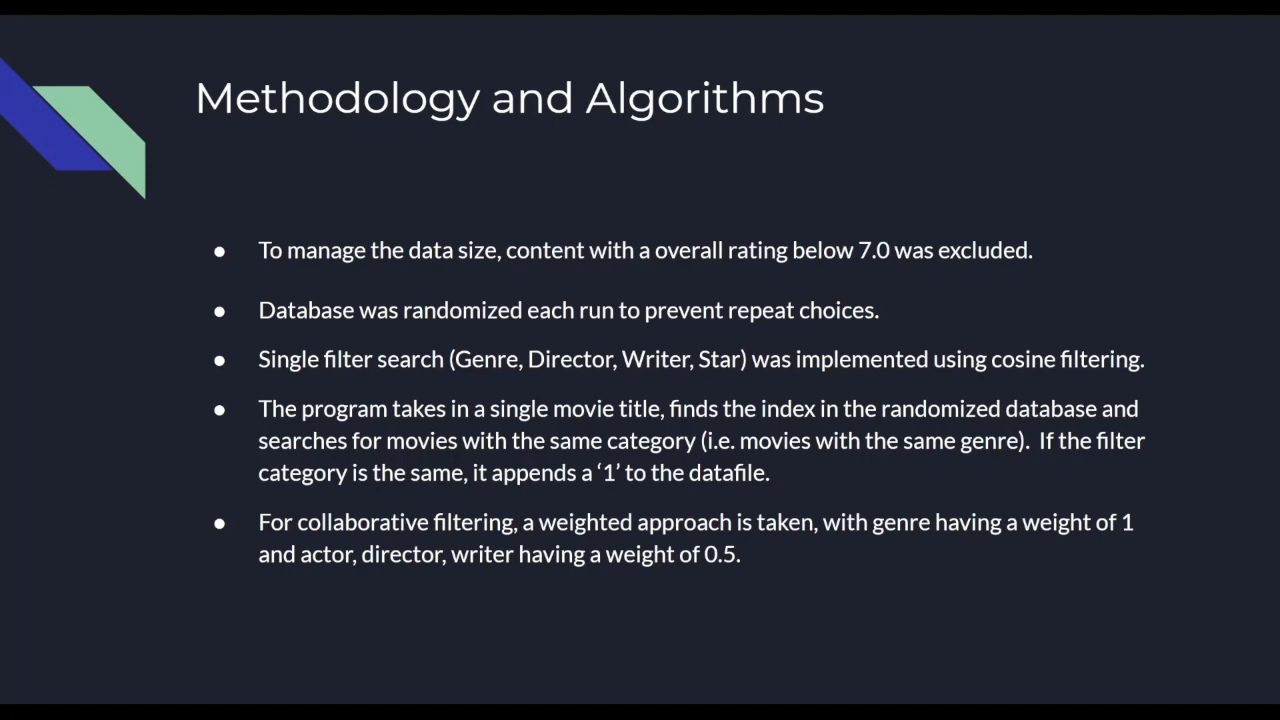 Methodology and Algorithms
● To manage the data size, content with a overall rating below 7.0 was excluded.
● Database was randomized each run to prevent repeat choices.
● Single filter search (Genre, Director, Writer, Star) was implemented using cosine filtering.
● The program takes in a single movie title, finds the index in the randomized database and
searches for movies with the same category (i.e. movies with the same genre).  If the filter
category is the same, it appends a ‘1’ to the datafile.
● For collaborative filtering, a weighted approach is taken, with genre having a weight of 1
and actor, director, writer having a weight of 0.5.